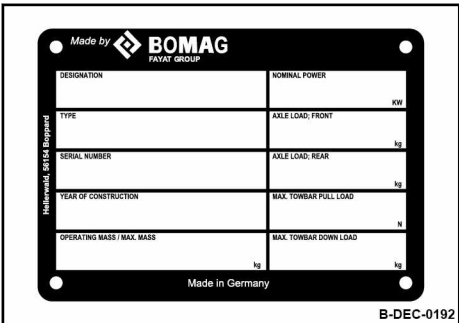 Made by BOMAG
FAYAT GROUP
DESIGNATION
NOMINAL POWER
KW
TYPE
AXLE LOAD; FRONT
kg
SERIAL NUMBER
AXLE LOAD; REAR
kg
YEAR OF CONSTRUCTION
MAX. TOWBAR PULL LOAD
N
OPERATING MASS / MAX. MASS
kg
MAX. TOWBAR DOWN LOAD
kg
Hellerwald, 56154 Boppard
Made in Germany
B-DEC-0192